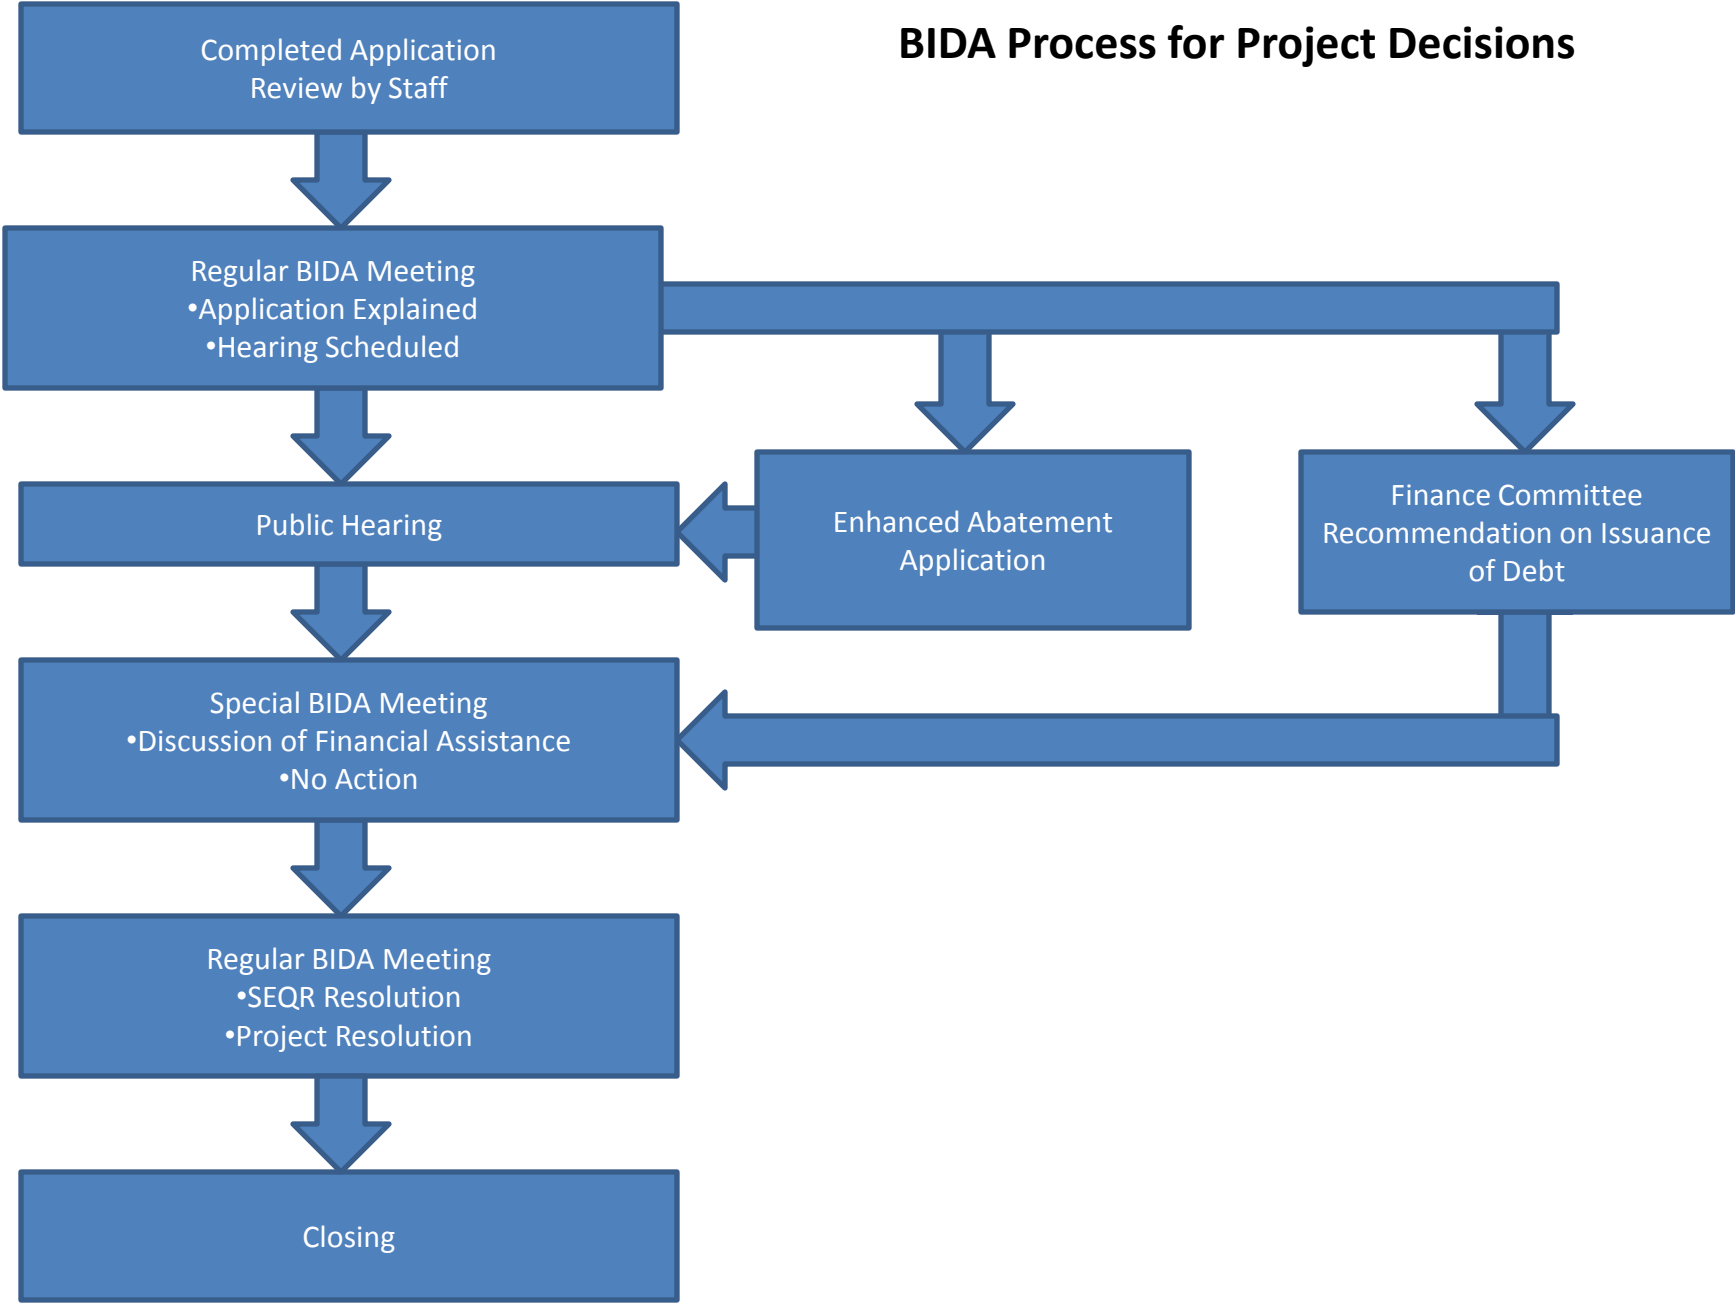 BIDA Process for Project Decisions
Completed Application
Review by Staff
Regular BIDA Meeting
•Application Explained
•Hearing Scheduled
Public Hearing
Enhanced Abatement
Application
Finance Committee
Recommendation on Issuance
of Debt
Special BIDA Meeting
•Discussion of Financial Assistance
•No Action
Regular BIDA Meeting
•SEQR Resolution
•Project Resolution
Closing